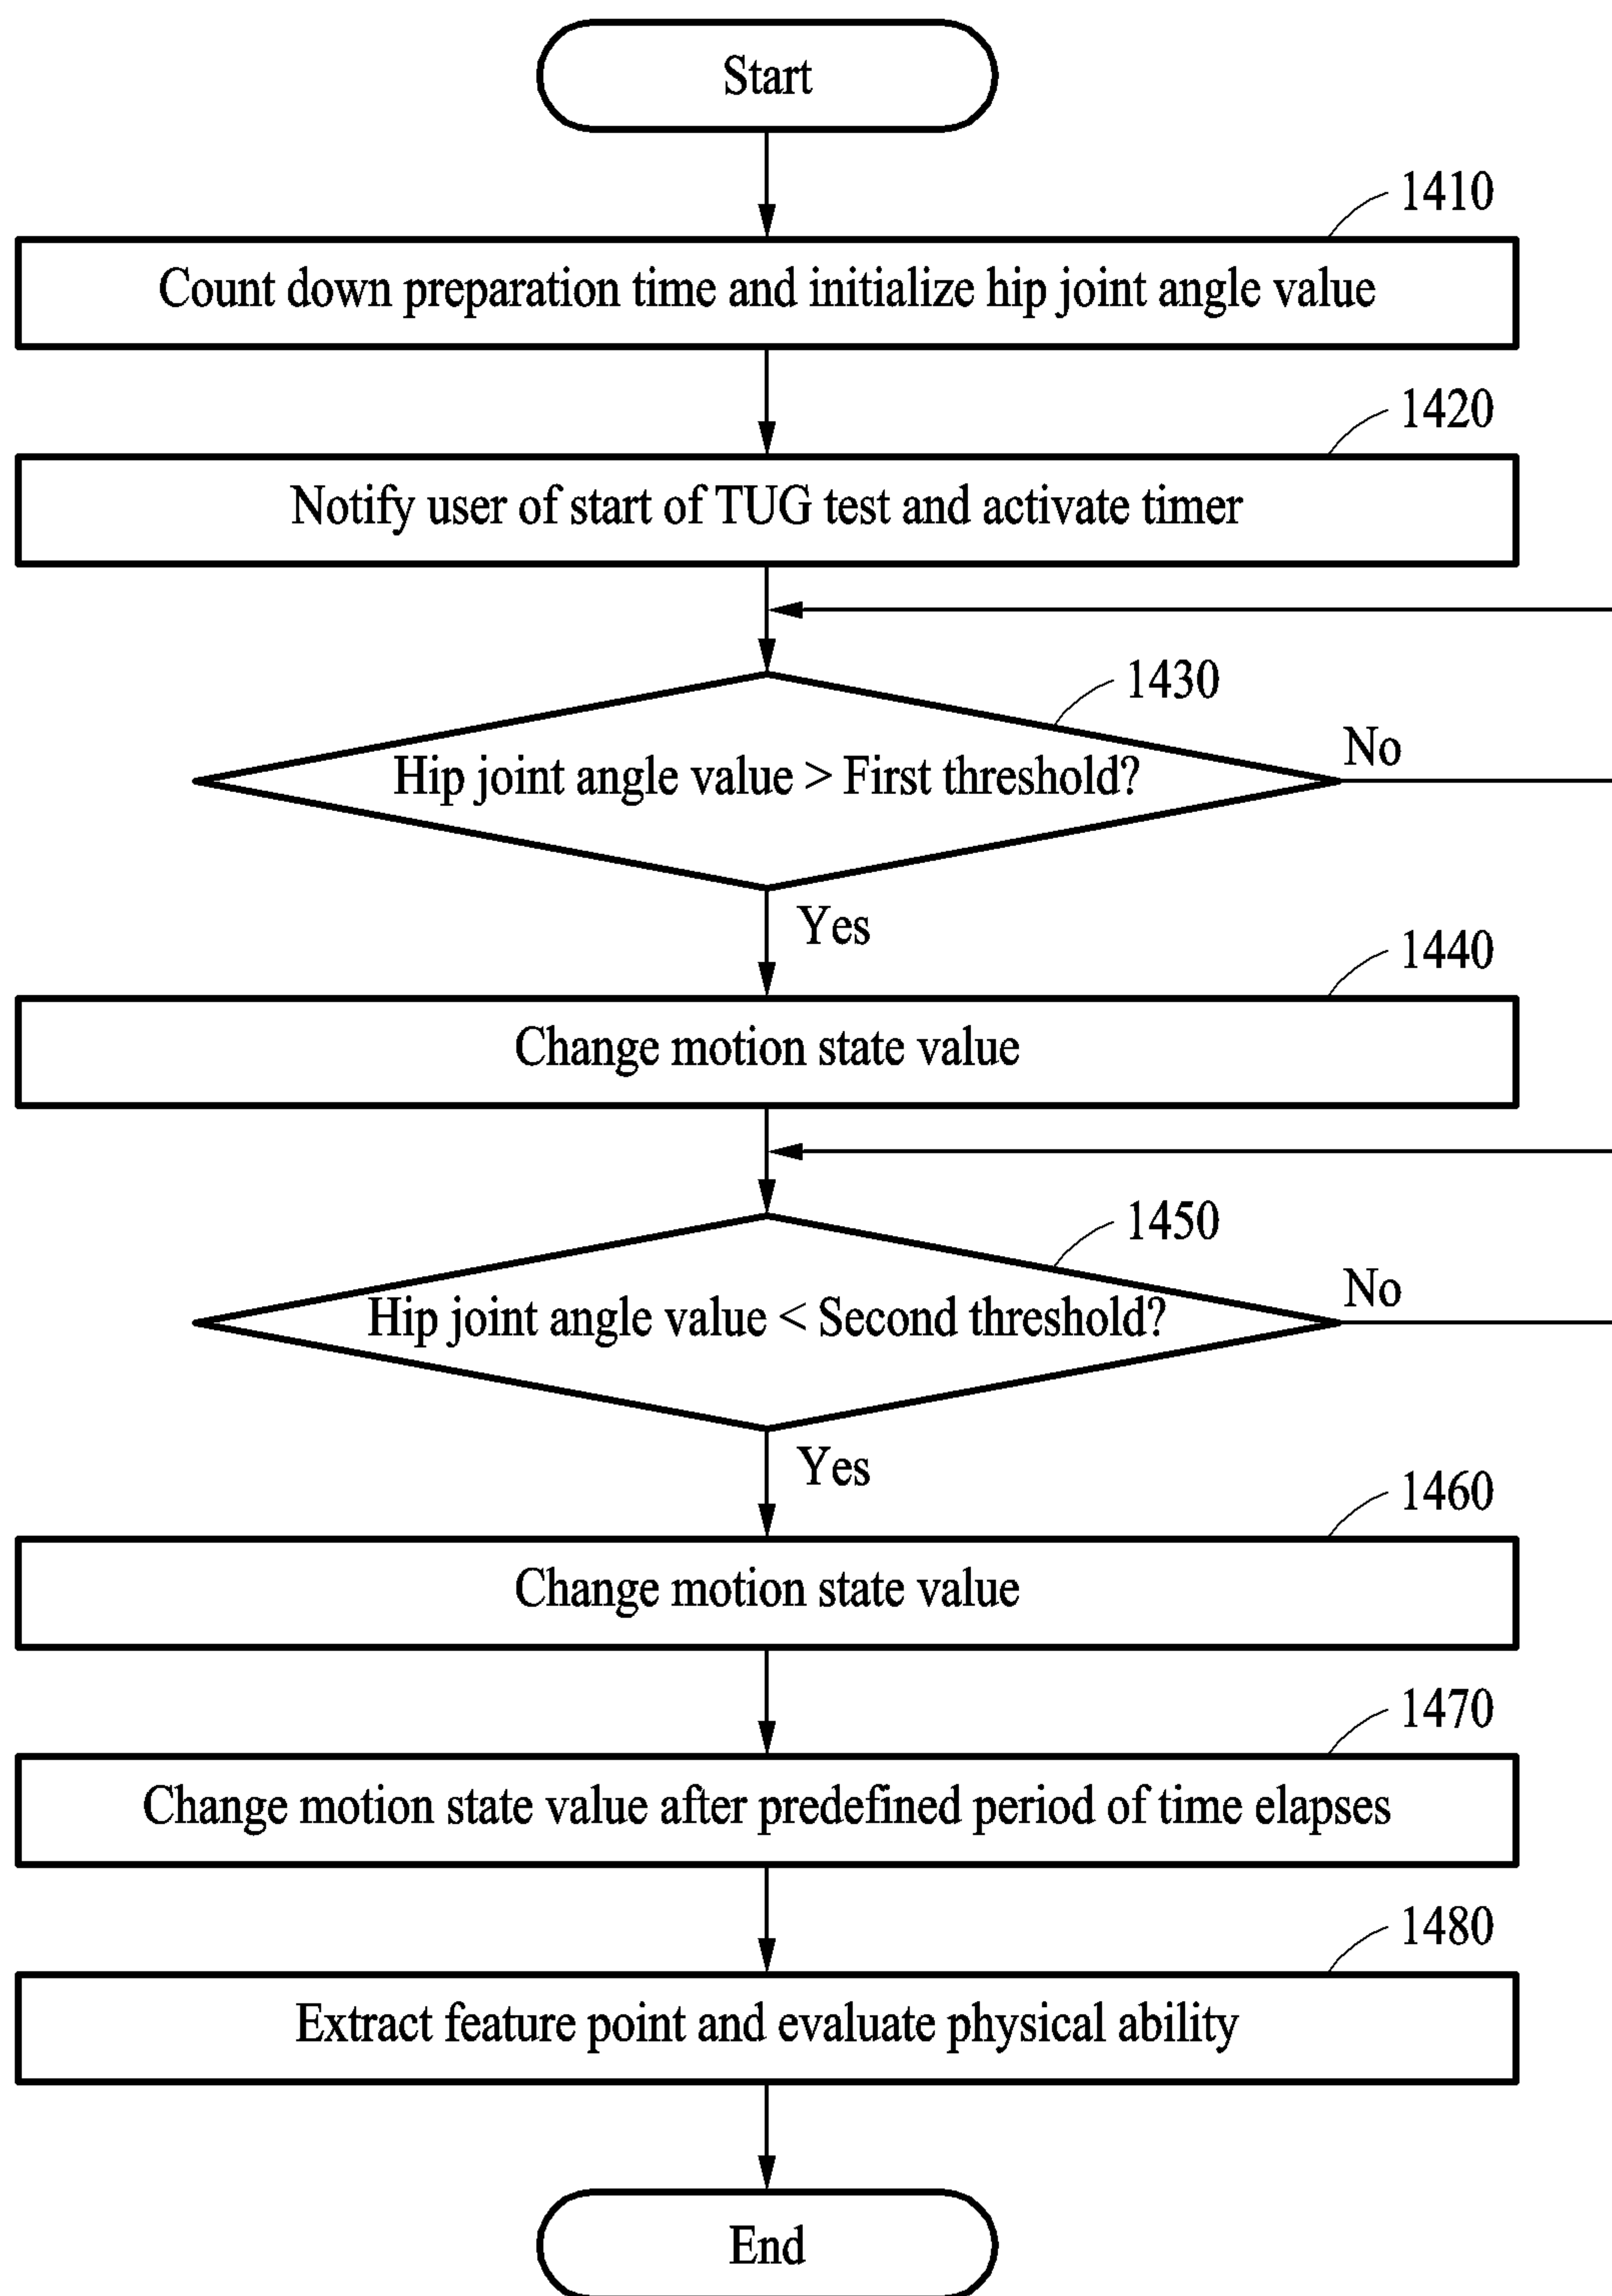 Start
1410
Count down preparation time and initialize hip joint angle value
1420
Notify user of start of TUG test and activate timer
1430
Hip joint angle value > First threshold?
No
Yes
1440
Change motion state value
1450
Hip joint angle value < Second threshold?
No
Yes
1460
Change motion state value
1470
Change motion state value after predefined period of time elapses
1480
Extract feature point and evaluate physical ability
End